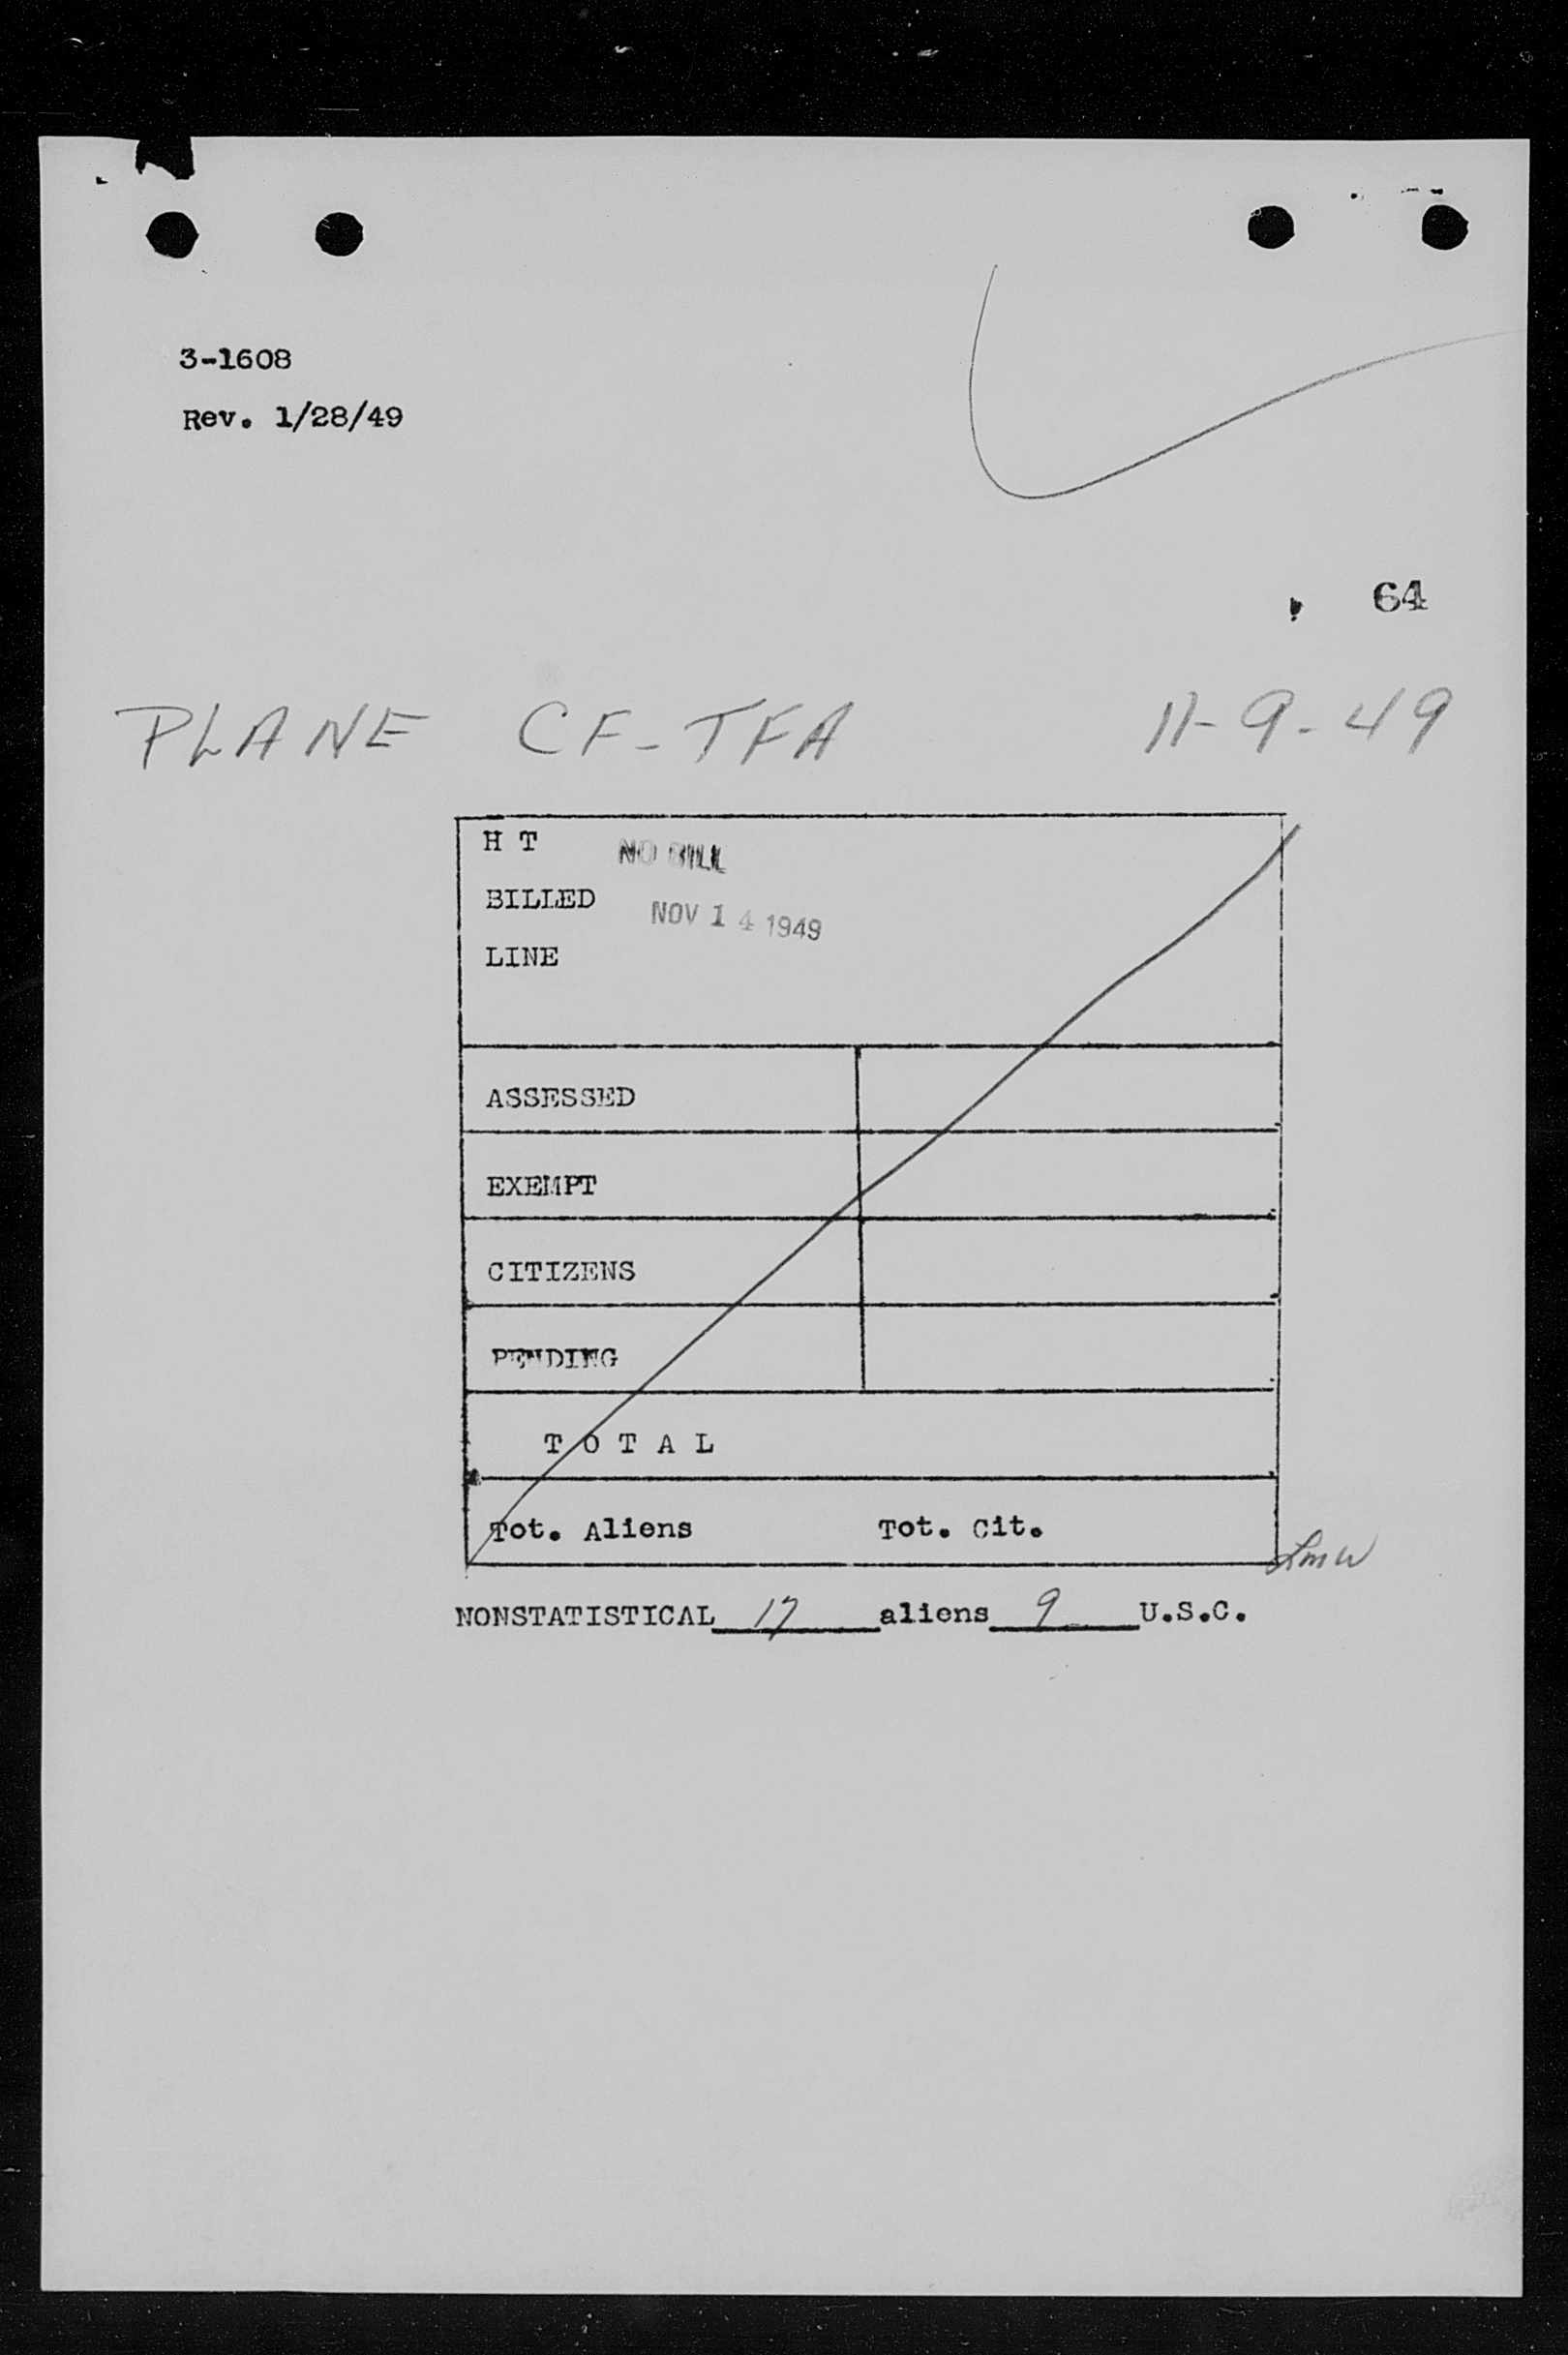 3-1608
Rev. 1/28/49
64
PLANE CF-TFA 11-9-49
H T NO BILL
BILLED NOV 14 1949
LINE
ASSESSED
EXEMPT
CITIZENS
PENDING
T O T A L
Tot. Aliens Tot. Cit.
LMW
NONSTATISTICAL 17 aliens 9 U.S.C.